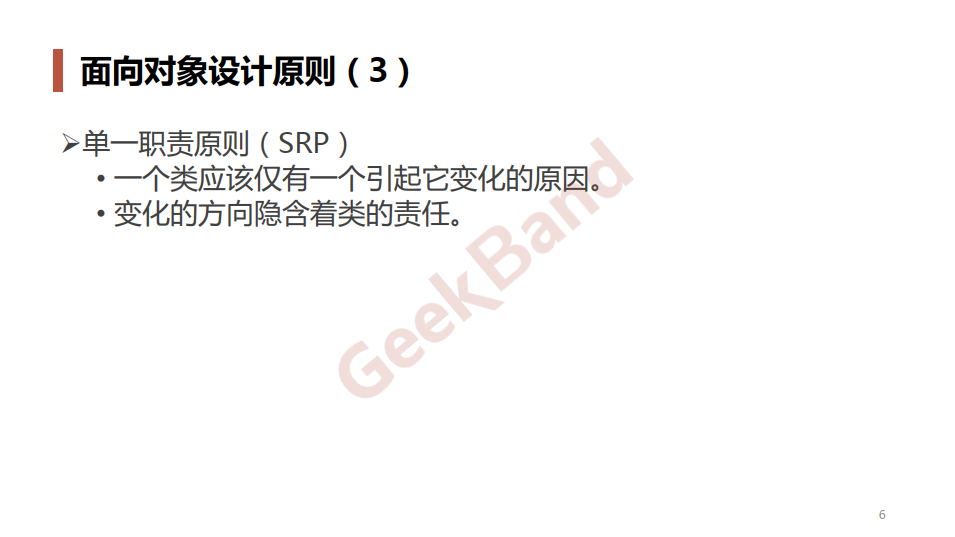 面向对象设计原则（3）
➢单一职责原则（SRP）
• 一个类应该仅有一个引起它变化的原因。
• 变化的方向隐含着类的责任。
GeekBand
6